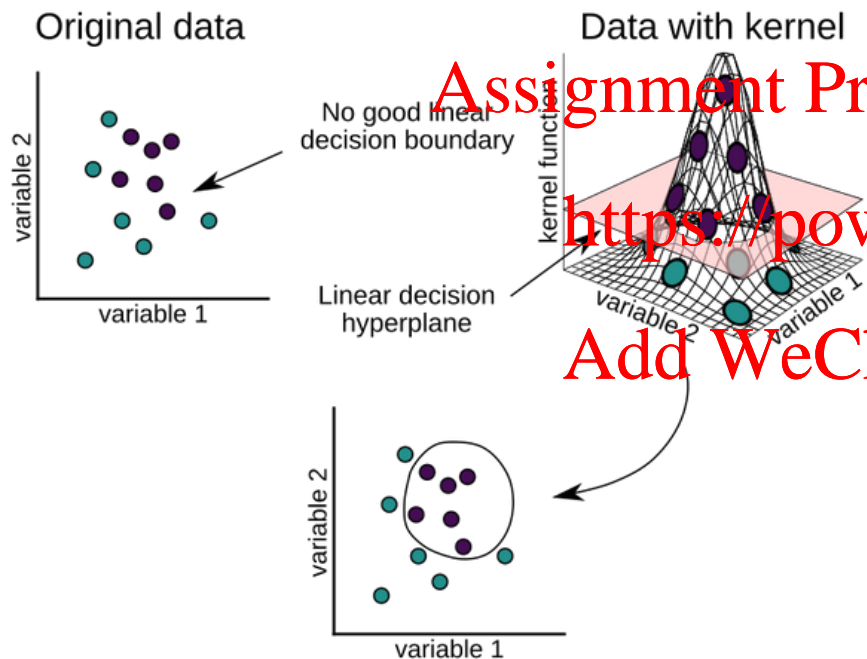 Original data
Data with kernel
variable 2
variable 1
No good linear
decision boundary
kernel function
variable 2
variable 1
Linear decision
hyperplane
Assignment Pr
https://pow
Add WeC
variable 2
variable 1